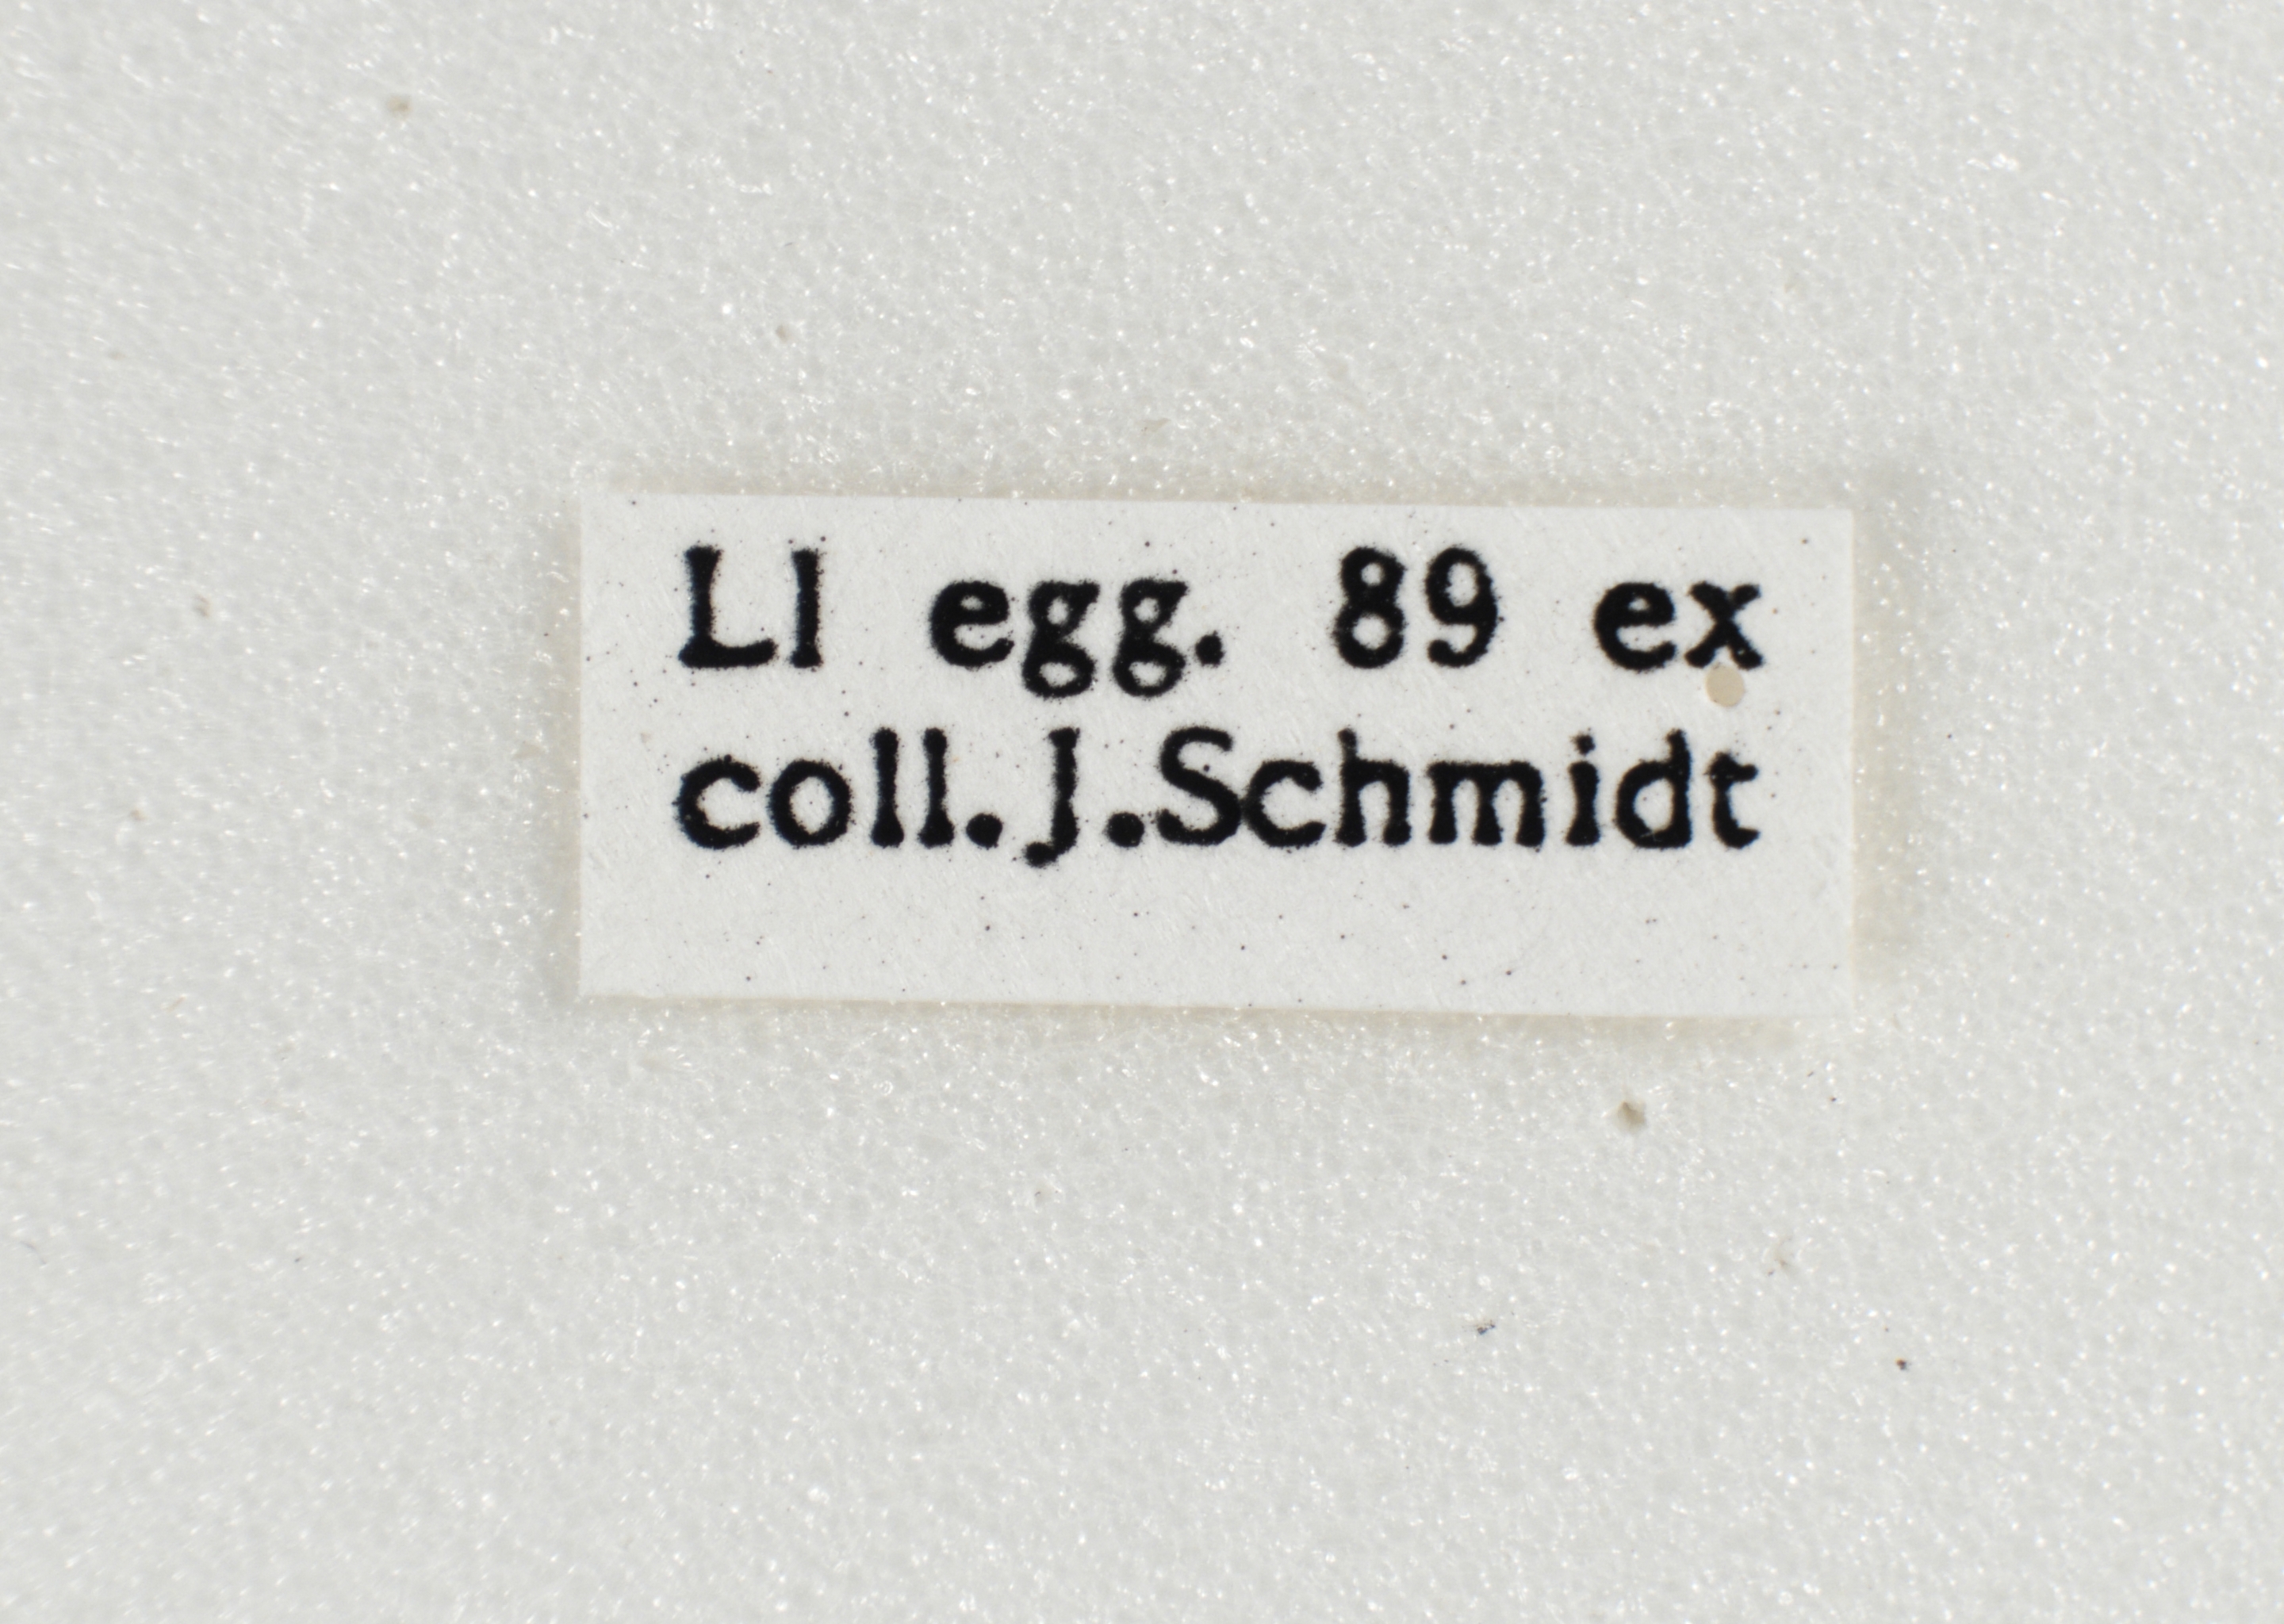 Ll egg. 89 ex
coll.J.Schmidt